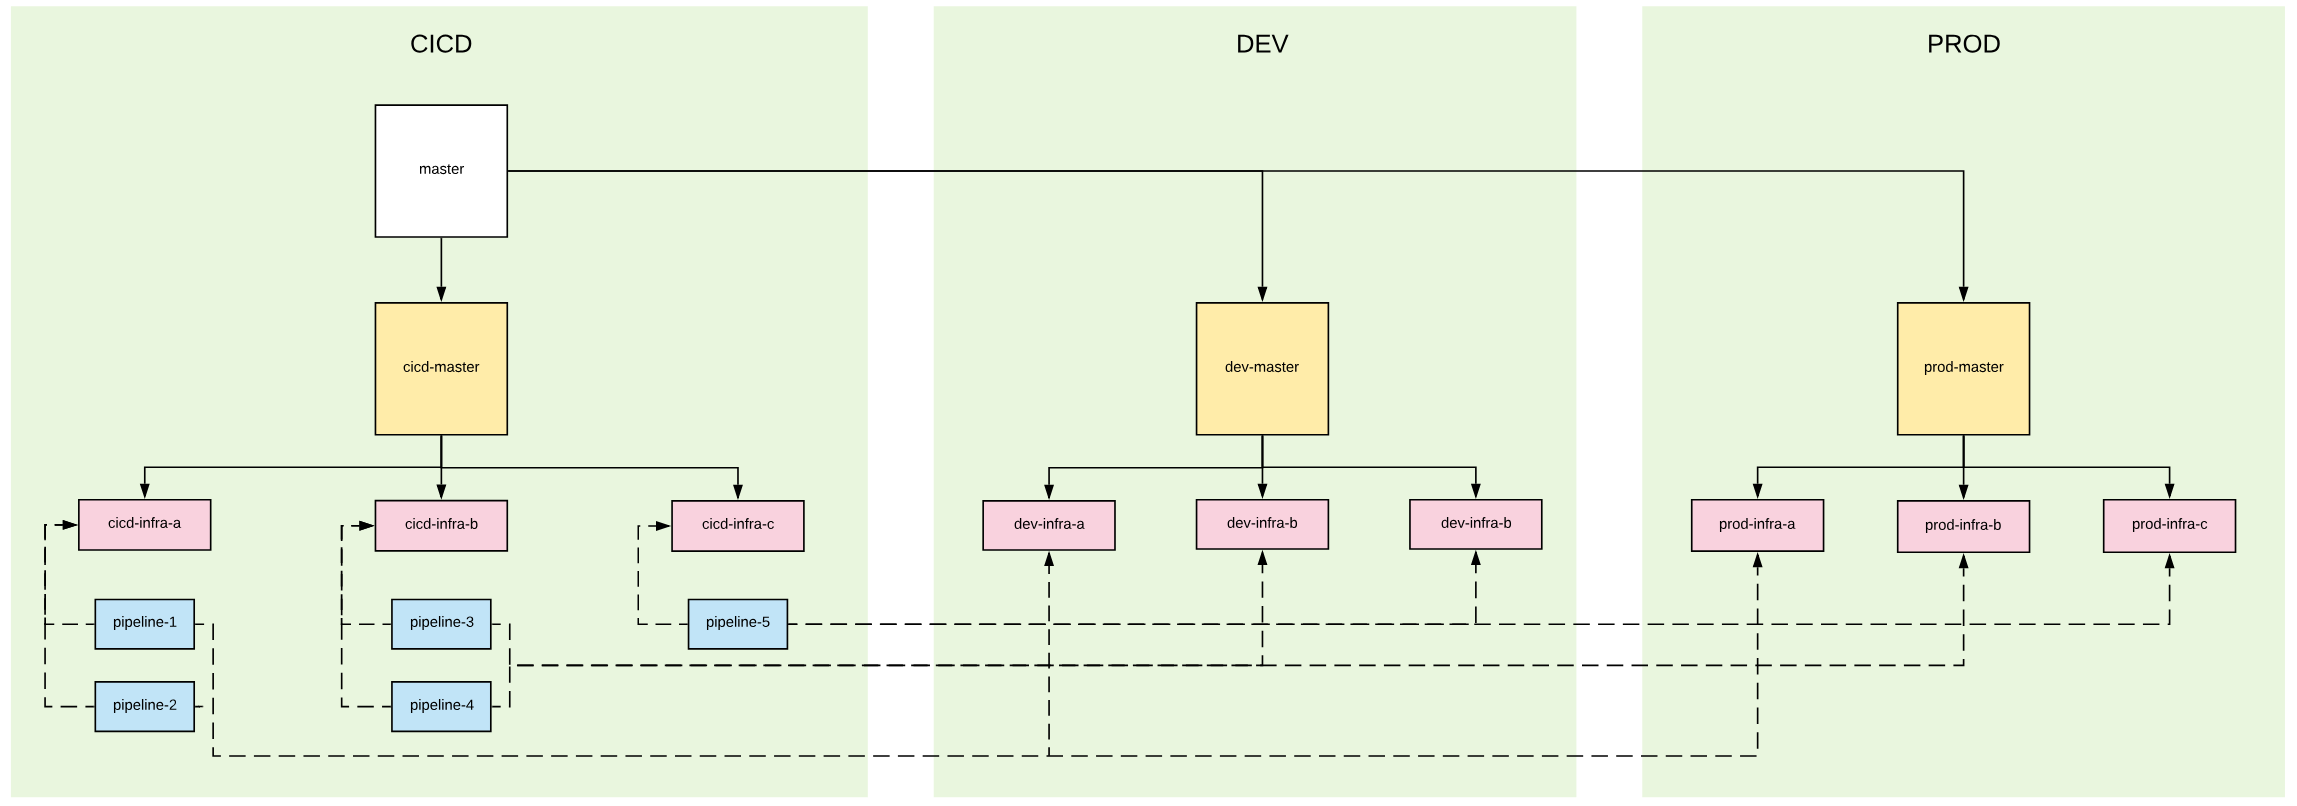 CICD
DEV
PROD
master
cicd-master
dev-master
prod-master
cicd-infra-a
cicd-infra-b
cicd-infra-c
dev-infra-a
dev-infra-b
dev-infra-b
prod-infra-a
prod-infra-b
prod-infra-c
pipeline-1
pipeline-3
pipeline-5
pipeline-2
pipeline-4